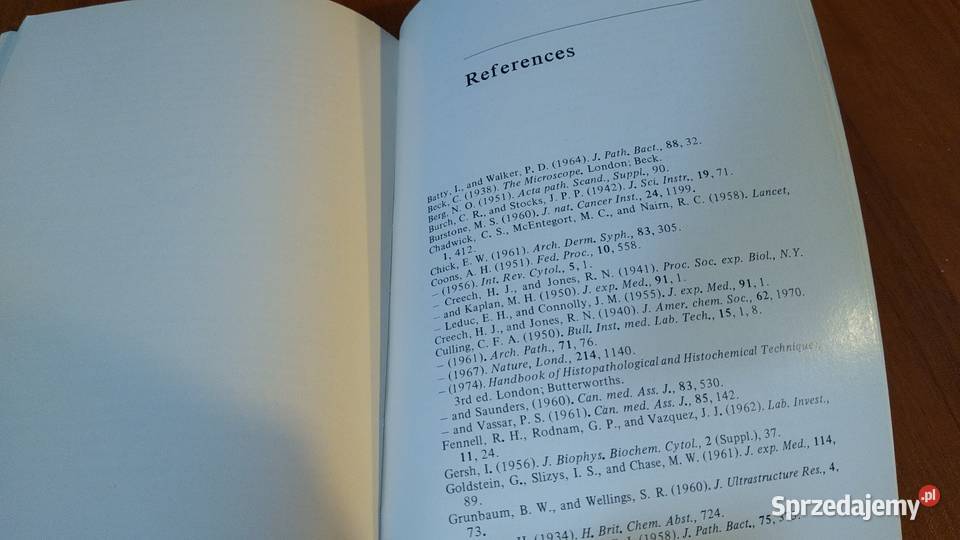 References
Batty, I., and Walker, P. D. (1964). J. Path. Bact., 88, 32.
Beck, C. (1938). The Microscope. London; Beck.
Berg, N. O. (1951). Acta path. Scand., Suppl., 90.
Burch, C. R., and Stocks, J. P. P. (1942). J. Sci. Instr., 19, 71.
Burstone, M. S. (1960). J. nat. Cancer Inst., 24, 1199.
Chadwick, C. S., McEntegort, M. C., and Nairn, R. C. (1958). Lancet,
1, 412.
Chick, E. W. (1961). Arch. Derm. Syph., 83, 305.
Coons, A. H. (1951). Fed. Proc., 10, 558.
– (1956). Int. Rev. Cytol., 5, 1.
– Creech, H. J., and Jones, R. N. (1941). Proc. Soc. exp. Biol., N.Y.
– and Kaplan, M. H. (1950). J. exp. Med., 91, 1.
– Leduc, E. H., and Connolly, J. M. (1955). J. exp. Med., 91, 1.
Creech, H. J., and Jones, R. N. (1940). J. Amer. chem. Soc., 62, 1970.
Culling, C. F. A. (1950). Bull. Inst. med. Lab. Tech., 15, 1, 8.
– (1961). Arch. Path., 71, 76.
– (1967). Nature, Lond., 214, 1140.
– (1974). Handbook of Histopathological and Histochemical Techniques,
3rd ed. London; Butterworths.
– and Saunders, (1960). Can. med. Ass. J., 83, 530.
– and Vassar, P. S. (1961). Can. med. Ass. J., 85, 142.
Fennell, R. H., Rodnam, G. P., and Vazquez, J. J. (1962). Lab. Invest.,
11, 24.
Gersh, I. (1956). J. Biophys. Biochem. Cytol., 2 (Suppl.), 37.
Goldstein, G., Slizys, I. S., and Chase, M. W. (1961). J. exp. Med., 114,
89.
Grunbaum, B. W., and Wellings, S. R. (1960). J. Ultrastructure Res., 4,
73.
H. (1934). H. Brit. Chem. Abst., 724.
(1958). J. Path. Bact., 75,
Sprzedajemy.pl